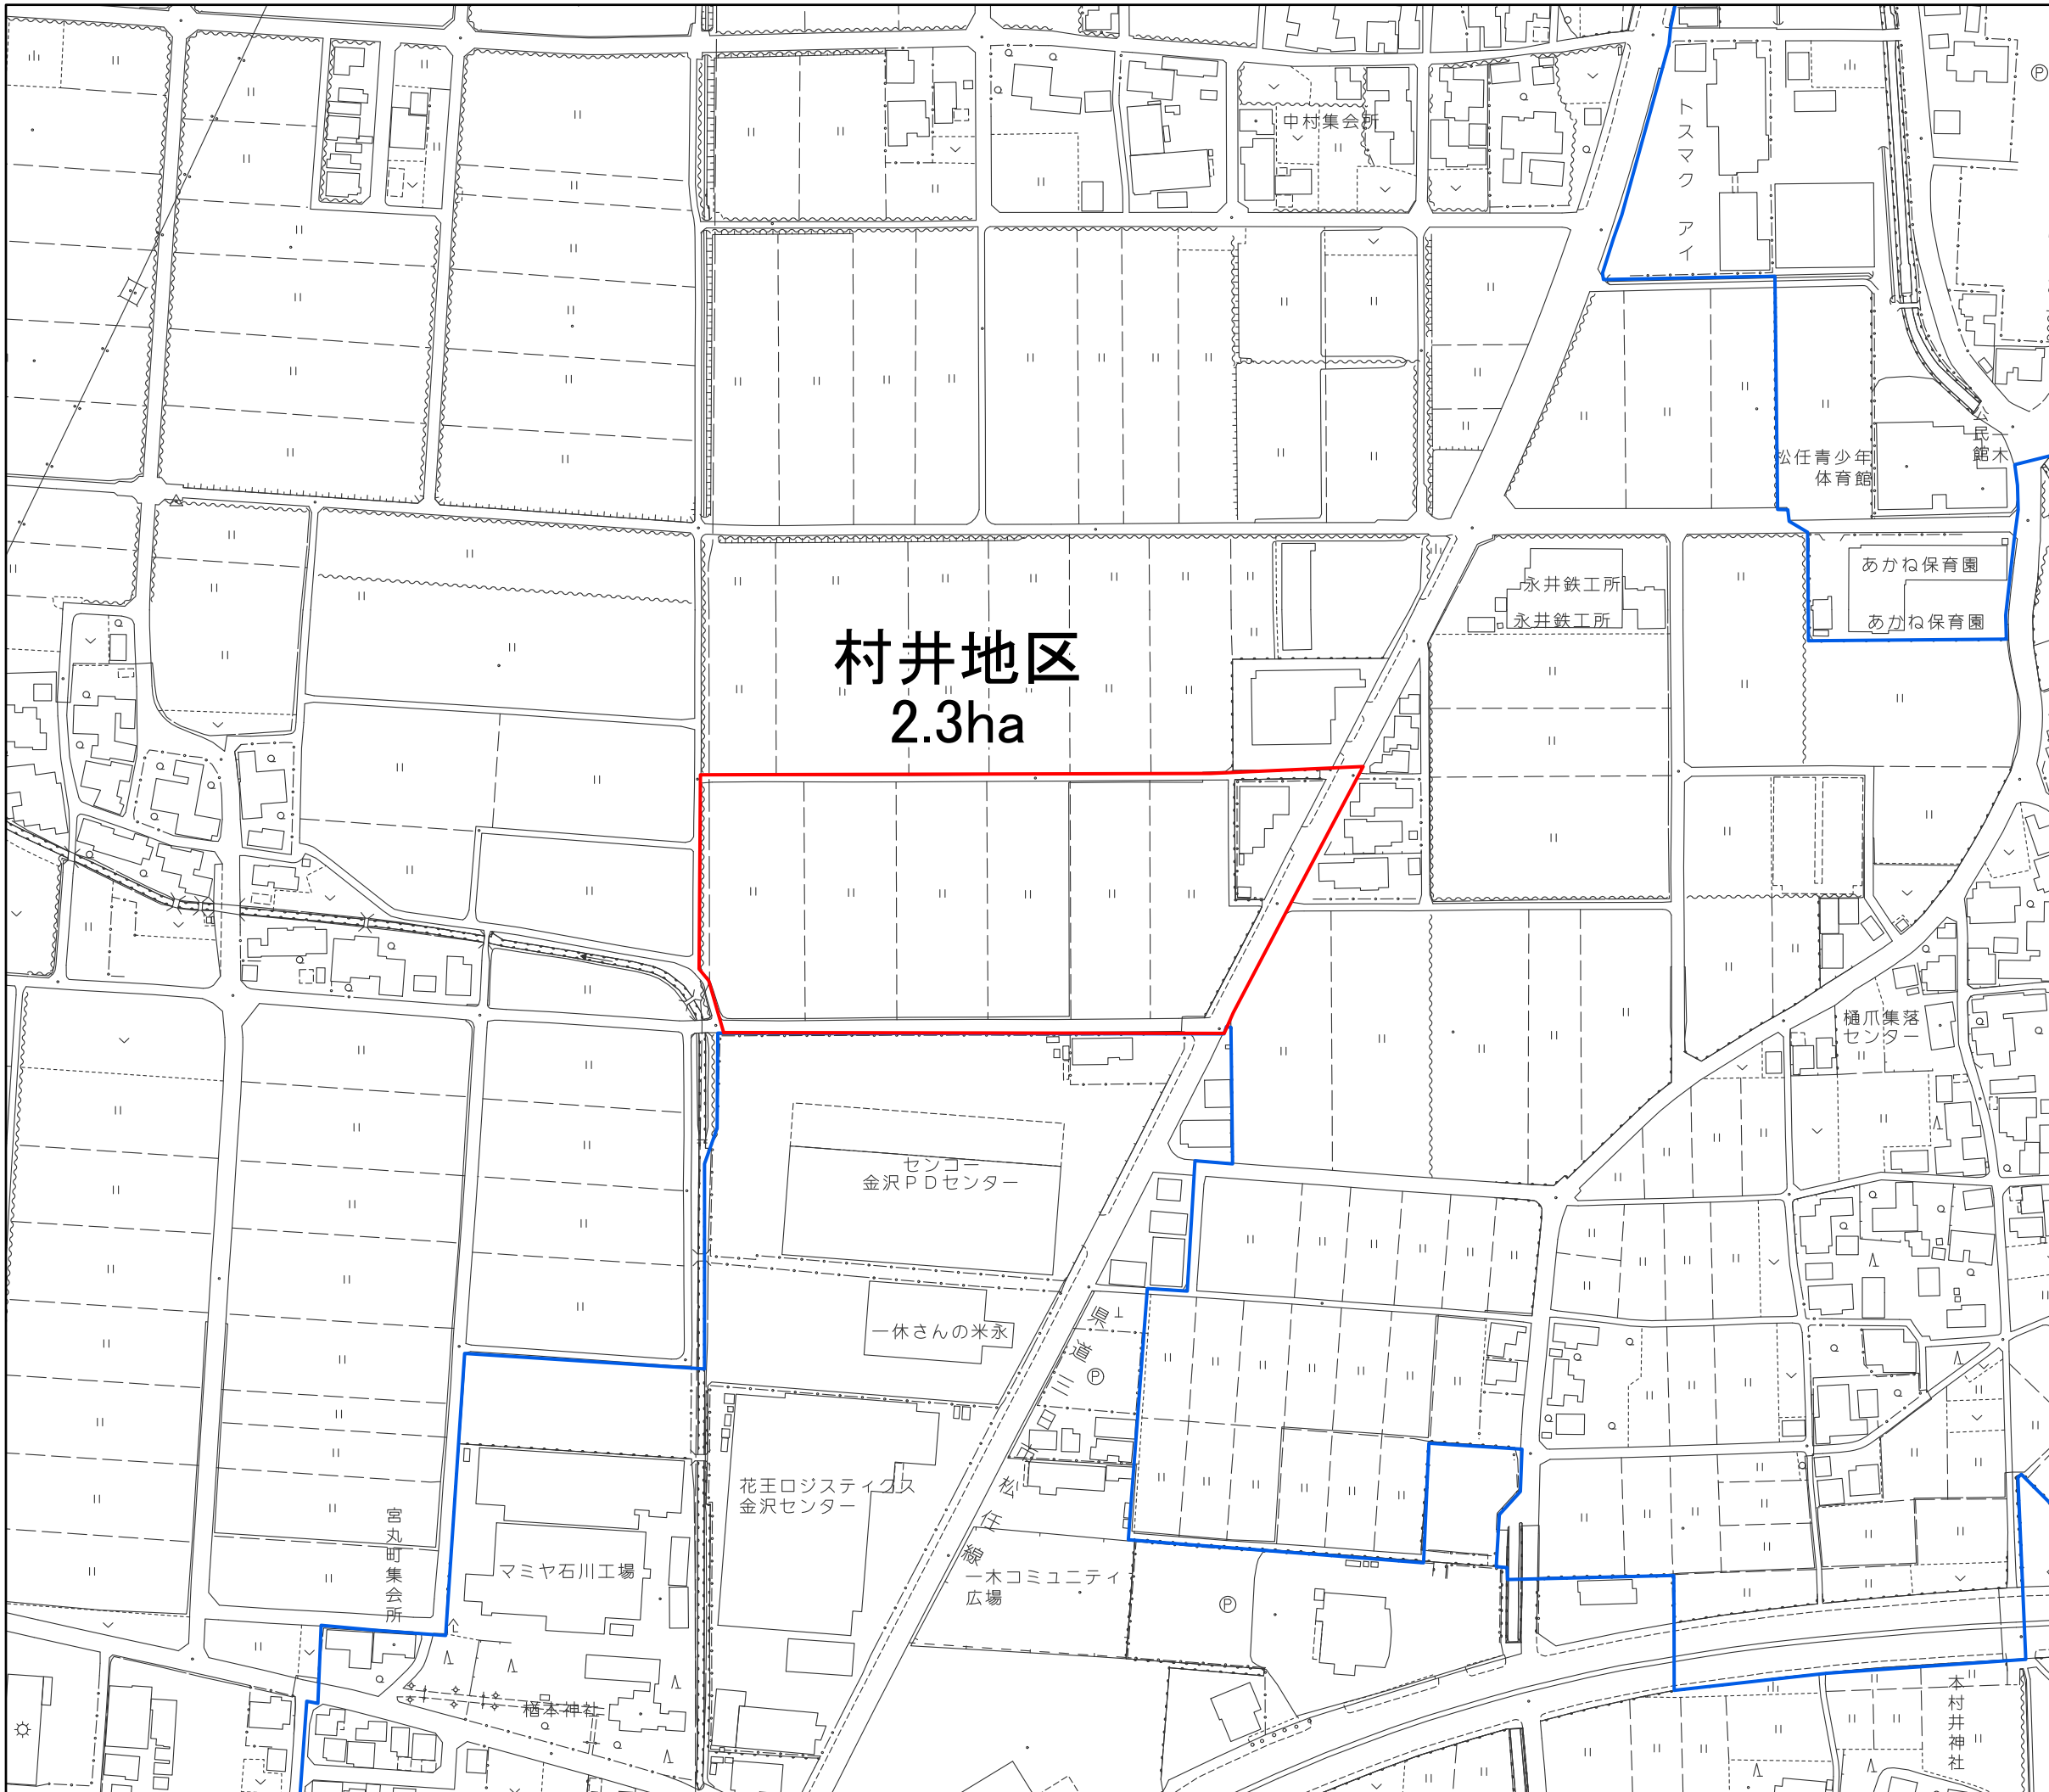 中村集会所
トスマク アイ
松任青少年
体育館
一木
公民館
あかね保育園
あかね保育園
永井鉄工所
永井鉄工所
村井地区
2.3ha
樋爪集落
センター
センコー
金沢PDセンター
一休さんの米永
県道三日市松任線
花王ロジスティクス
金沢センター
宮丸町集会所
マミヤ石川工場
一木コミュニティ
広場
楢本神社
本村井神社